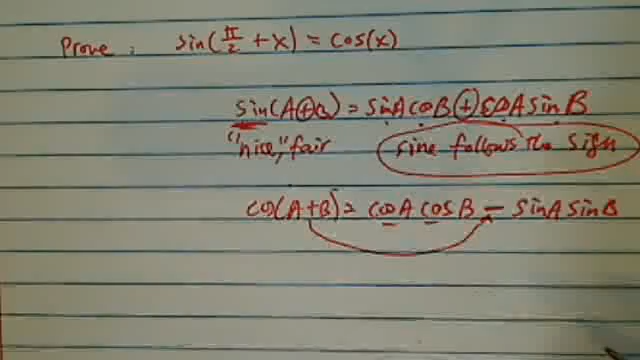 Prove: sin(π/2 + x) = cos(x)
sin(A+B) = sinA cosB + cosA sinB
"nice," fair sine follows the sign
cos(A+B) = cosA cosB - sinA sinB